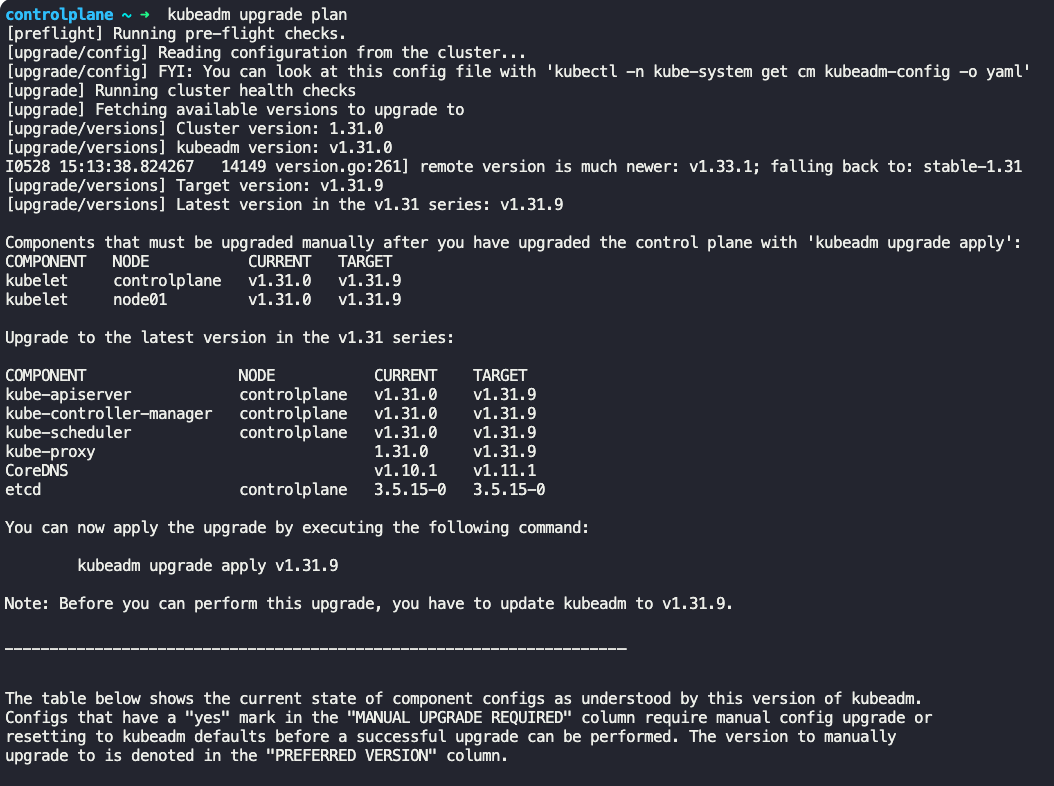 controlplane ~ ➜  kubeadm upgrade plan
[preflight] Running pre-flight checks.
[upgrade/config] Reading configuration from the cluster...
[upgrade/config] FYI: You can look at this config file with 'kubectl -n kube-system get cm kubeadm-config -o yaml'
[upgrade] Running cluster health checks
[upgrade] Fetching available versions to upgrade to
[upgrade/versions] Cluster version: 1.31.0
[upgrade/versions] kubeadm version: v1.31.0
I0528 15:13:38.824267   14149 version.go:261] remote version is much newer: v1.33.1; falling back to: stable-1.31
[upgrade/versions] Target version: v1.31.9
[upgrade/versions] Latest version in the v1.31 series: v1.31.9

Components that must be upgraded manually after you have upgraded the control plane with 'kubeadm upgrade apply':
COMPONENT   NODE           CURRENT   TARGET
kubelet     controlplane   v1.31.0   v1.31.9
kubelet     node01         v1.31.0   v1.31.9

Upgrade to the latest version in the v1.31 series:

COMPONENT                 NODE           CURRENT    TARGET
kube-apiserver            controlplane   v1.31.0    v1.31.9
kube-controller-manager   controlplane   v1.31.0    v1.31.9
kube-scheduler            controlplane   v1.31.0    v1.31.9
kube-proxy                               1.31.0     v1.31.9
CoreDNS                                  v1.10.1    v1.11.1
etcd                      controlplane   3.5.15-0   3.5.15-0

You can now apply the upgrade by executing the following command:

        kubeadm upgrade apply v1.31.9

Note: Before you can perform this upgrade, you have to update kubeadm to v1.31.9.

_____________________________________________________________________


The table below shows the current state of component configs as understood by this version of kubeadm.
Configs that have a "yes" mark in the "MANUAL UPGRADE REQUIRED" column require manual config upgrade or
resetting to kubeadm defaults before a successful upgrade can be performed. The version to manually
upgrade to is denoted in the "PREFERRED VERSION" column.